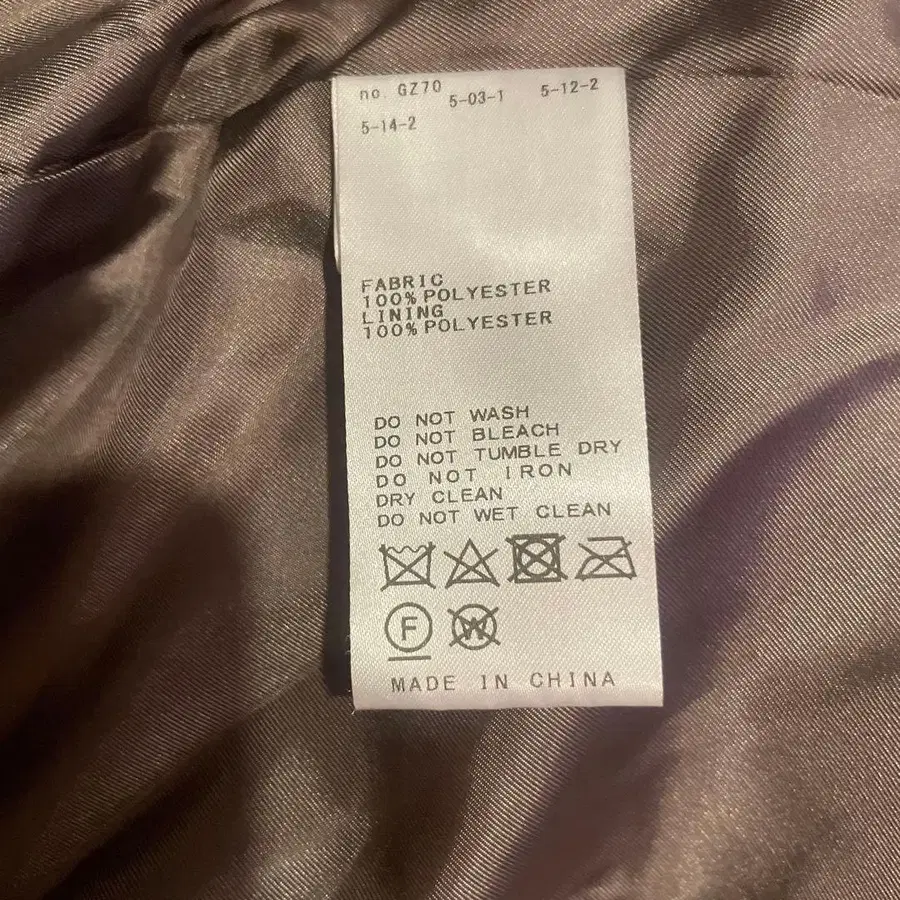 no. GZ70 5-03-1 5-12-2
5-14-2
FABRIC
100% POLYESTER
LINING
100% POLYESTER
DO NOT WASH
DO NOT BLEACH
DO NOT TUMBLE DRY
DO NOT IRON
DRY CLEAN
DO NOT WET CLEAN
F W
MADE IN CHINA